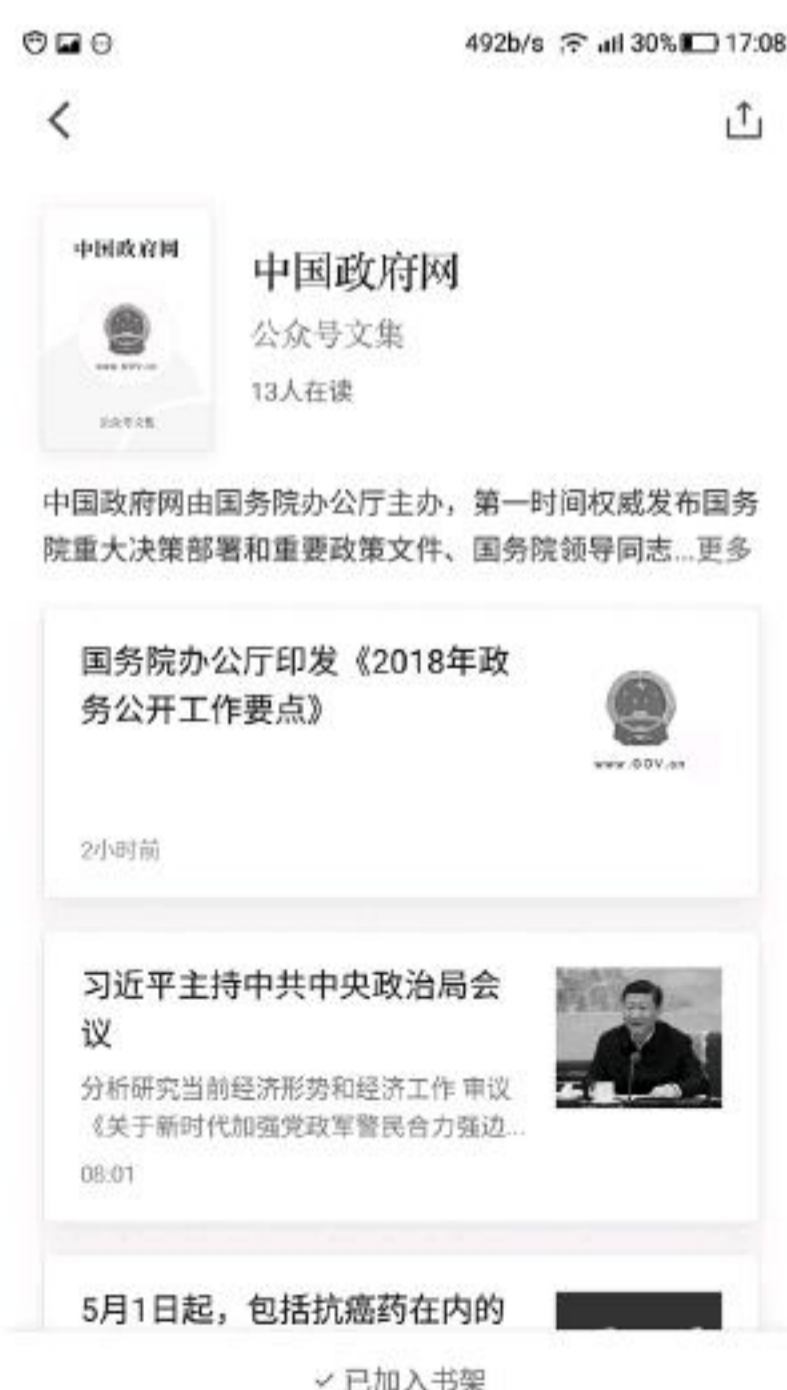 492b/s 30% 17:08
中国政府网
公众号文集
中国政府网
公众号文集
13人在读
中国政府网由国务院办公厅主办，第一时间权威发布国务
院重大决策部署和重要政策文件、国务院领导同志...更多
国务院办公厅印发《2018年政
务公开工作要点》
www.GOV.cn
2小时前
习近平主持中共中央政治局会
议
分析研究当前经济形势和经济工作 审议
《关于新时代加强党政军警民合力强边...
08:01
5月1日起，包括抗癌药在内的
已加入书架